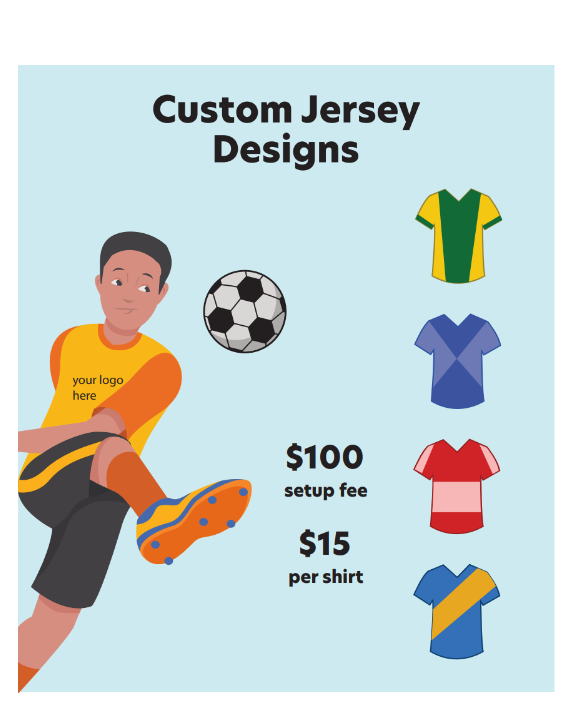 Custom Jersey
Designs
your logo
here
$100
setup fee
$15
per shirt